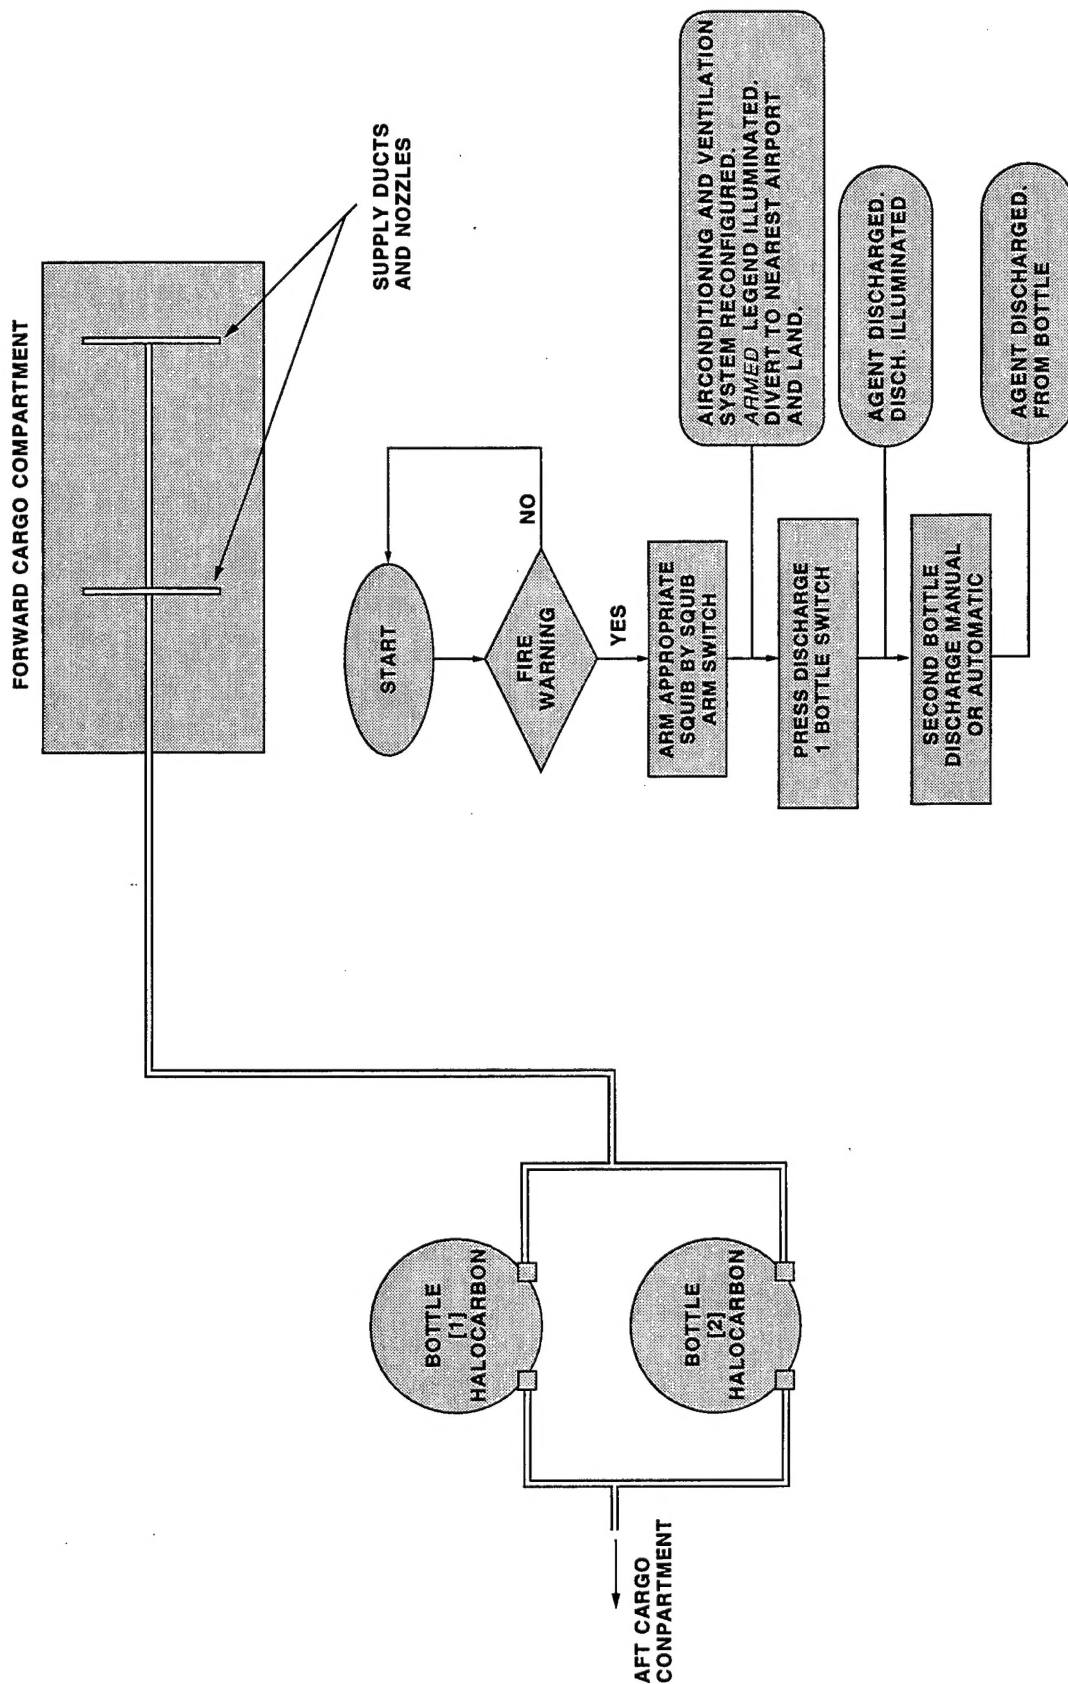 FORWARD CARGO COMPARTMENT
SUPPLY DUCTS
AND NOZZLES
START
FIRE
WARNING
NO
YES
ARM APPROPRIATE
SQUIB BY SQUIB
ARM SWITCH
AIRCONDITIONING AND VENTILATION
SYSTEM RECONFIGURED.
ARMED LEGEND ILLUMINATED.
DIVERT TO NEAREST AIRPORT
AND LAND.
PRESS DISCHARGE
1 BOTTLE SWITCH
AGENT DISCHARGED.
DISCH. ILLUMINATED
SECOND BOTTLE
DISCHARGE MANUAL
OR AUTOMATIC
AGENT DISCHARGED.
FROM BOTTLE
BOTTLE
[1]
HALOCARBON
BOTTLE
[2]
HALOCARBON
AFT CARGO
CONPARTMENT